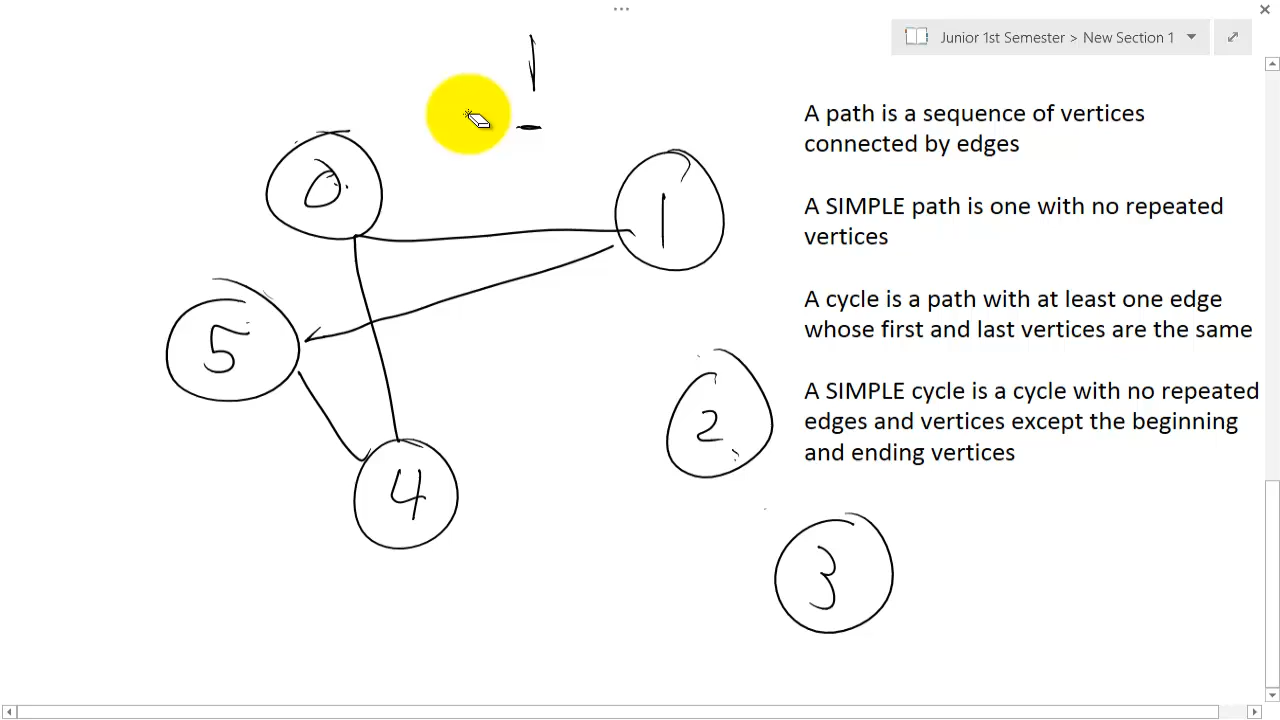 Junior 1st Semester > New Section 1
A path is a sequence of vertices
connected by edges
A SIMPLE path is one with no repeated
vertices
A cycle is a path with at least one edge
whose first and last vertices are the same
A SIMPLE cycle is a cycle with no repeated
edges and vertices except the beginning
and ending vertices
0
1
5
2
4
3